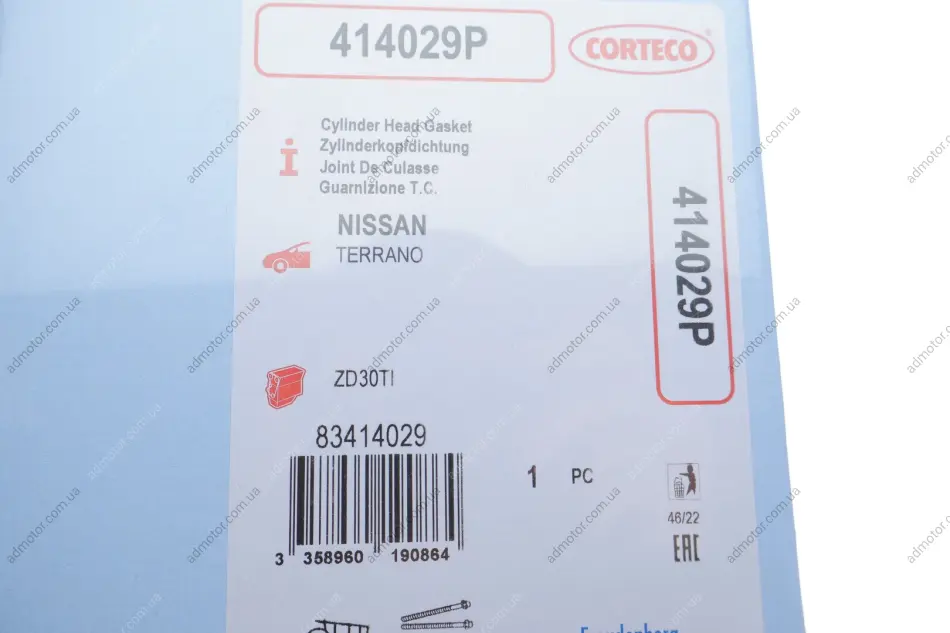 414029P
CORTECO
Cylinder Head Gasket
Zylinderkopfdichtung
Joint De Culasse
Guarnizione T.C.
NISSAN
TERRANO
414029P
ZD30TI
83414029
1 PC
46/22
EAC
3 358960 190864
admotor.com.ua